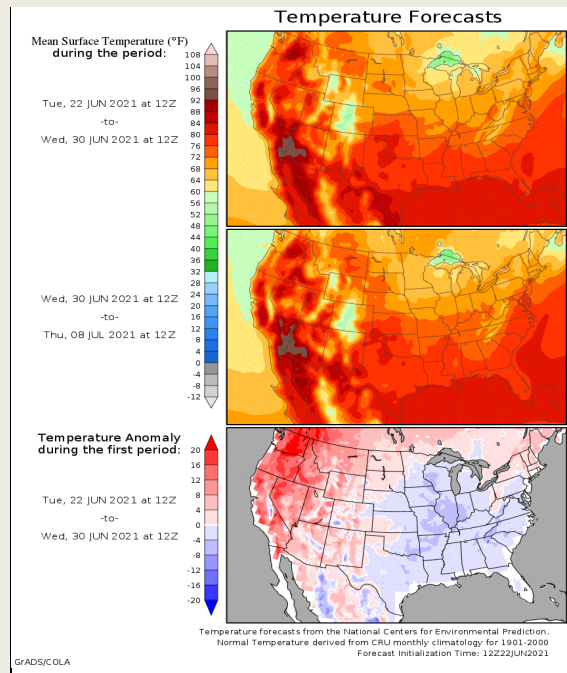 Temperature Forecasts
Mean Surface Temperature (°F)
during the period:
Tue, 22 JUN 2021 at 12Z
-to-
Wed, 30 JUN 2021 at 12Z
108
104
100
96
92
88
84
80
76
72
68
64
60
56
52
48
44
40
36
32
28
24
20
16
12
8
4
0
-4
-8
-12
Wed, 30 JUN 2021 at 12Z
-to-
Thu, 08 JUL 2021 at 12Z
Temperature Anomaly
during the first period:
Tue, 22 JUN 2021 at 12Z
-to-
Wed, 30 JUN 2021 at 12Z
20
16
12
8
4
0
-4
-8
-12
-16
-20
Temperature forecasts from the National Centers for Environmental Prediction.
Normal Temperature derived from CRU monthly climatology for 1901-2000
Forecast Initialization Time: 12Z22JUN2021
GrADS/COLA